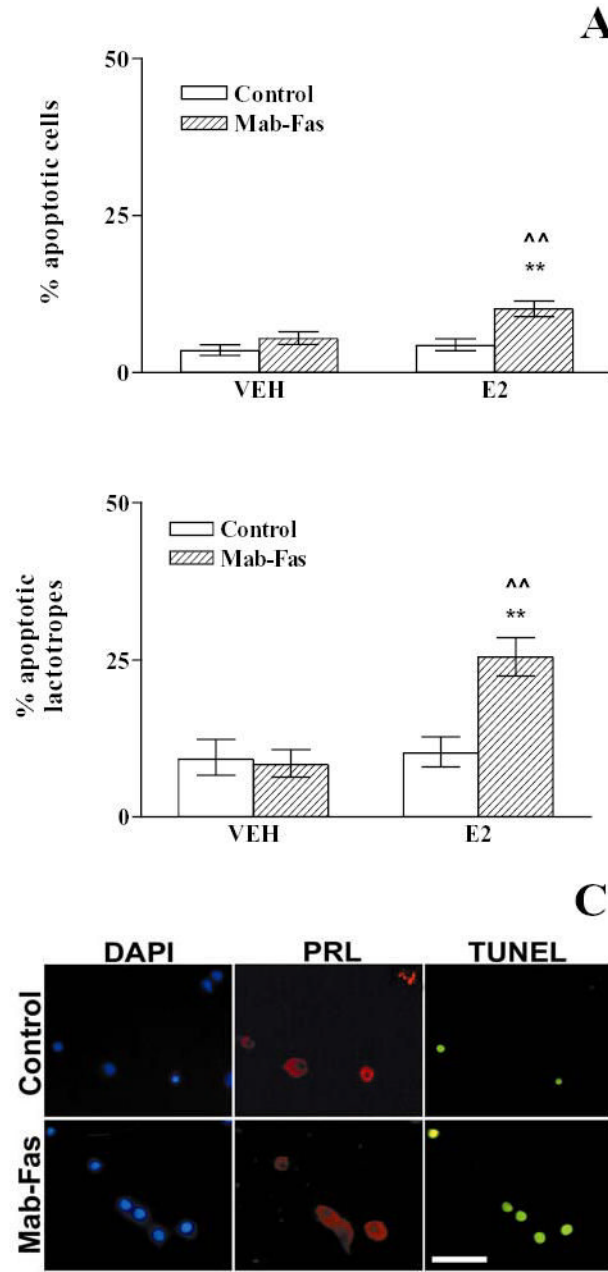 A
50
25
0
% apoptotic cells
Control
Mab-Fas
^^
**
VEH E2
50
25
0
% apoptotic
lactotropes
Control
Mab-Fas
^^
**
VEH E2
C
DAPI PRL TUNEL
Control
Mab-Fas